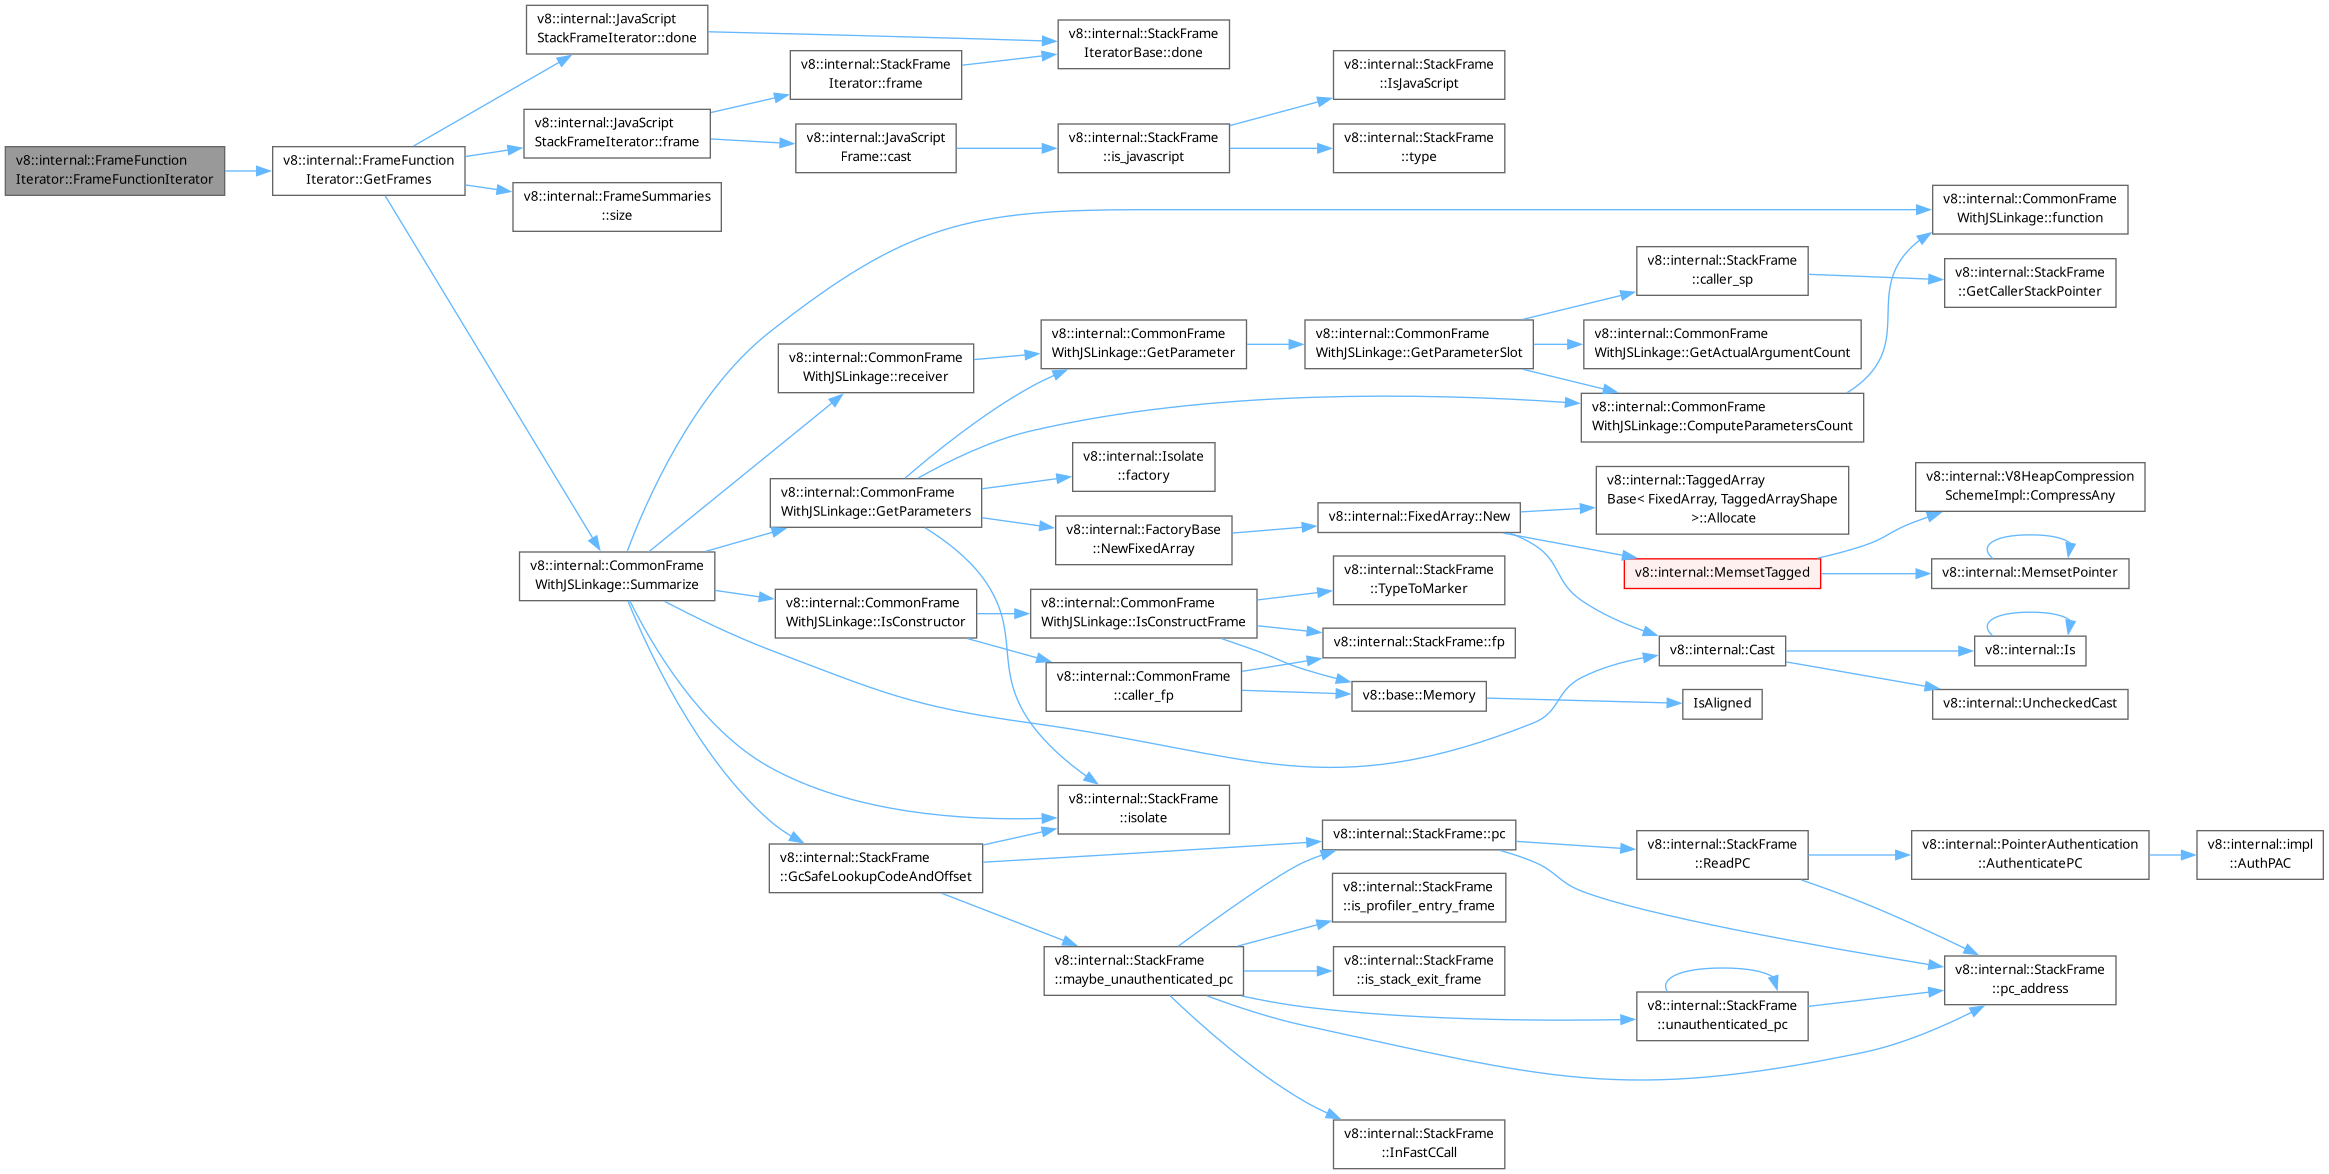 v8::internal::FrameFunction
Iterator::FrameFunctionIterator
v8::internal::FrameFunction
Iterator::GetFrames
v8::internal::JavaScript
StackFrameIterator::done
v8::internal::StackFrame
IteratorBase::done
v8::internal::JavaScript
StackFrameIterator::frame
v8::internal::StackFrame
Iterator::frame
v8::internal::JavaScript
Frame::cast
v8::internal::StackFrame
::is_javascript
v8::internal::StackFrame
::IsJavaScript
v8::internal::StackFrame
::type
v8::internal::FrameSummaries
::size
v8::internal::CommonFrame
WithJSLinkage::Summarize
v8::internal::CommonFrame
WithJSLinkage::function
v8::internal::CommonFrame
WithJSLinkage::receiver
v8::internal::CommonFrame
WithJSLinkage::GetParameter
v8::internal::CommonFrame
WithJSLinkage::GetParameterSlot
v8::internal::StackFrame
::caller_sp
v8::internal::StackFrame
::GetCallerStackPointer
v8::internal::CommonFrame
WithJSLinkage::GetActualArgumentCount
v8::internal::CommonFrame
WithJSLinkage::ComputeParametersCount
v8::internal::CommonFrame
WithJSLinkage::GetParameters
v8::internal::Isolate
::factory
v8::internal::FactoryBase
::NewFixedArray
v8::internal::FixedArray::New
v8::internal::TaggedArray
Base< FixedArray, TaggedArrayShape
>::Allocate
v8::internal::MemsetTagged
v8::internal::V8HeapCompression
SchemeImpl::CompressAny
v8::internal::MemsetPointer
v8::internal::Cast
v8::internal::Is
v8::internal::UncheckedCast
v8::internal::CommonFrame
WithJSLinkage::IsConstructor
v8::internal::CommonFrame
WithJSLinkage::IsConstructFrame
v8::internal::StackFrame
::TypeToMarker
v8::internal::StackFrame::fp
v8::internal::CommonFrame
::caller_fp
v8::base::Memory
IsAligned
v8::internal::StackFrame
::isolate
v8::internal::StackFrame
::GcSafeLookupCodeAndOffset
v8::internal::StackFrame::pc
v8::internal::StackFrame
::ReadPC
v8::internal::PointerAuthentication
::AuthenticatePC
v8::internal::impl
::AuthPAC
v8::internal::StackFrame
::maybe_unauthenticated_pc
v8::internal::StackFrame
::is_profiler_entry_frame
v8::internal::StackFrame
::is_stack_exit_frame
v8::internal::StackFrame
::unauthenticated_pc
v8::internal::StackFrame
::pc_address
v8::internal::StackFrame
::InFastCCall